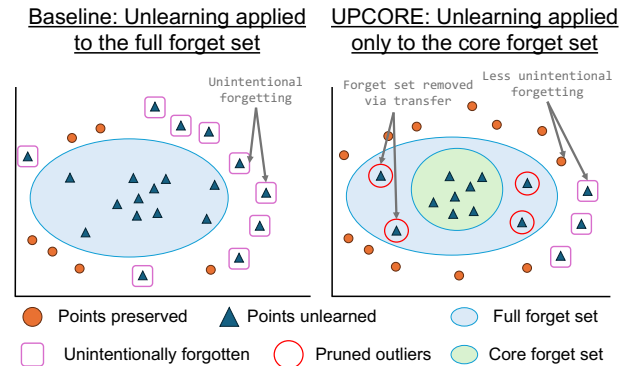 Baseline: Unlearning applied
to the full forget set
UPCORE: Unlearning applied
only to the core forget set
Unintentional
forgetting
Forget set removed
via transfer
Less unintentional
forgetting
Points preserved
Points unlearned
Full forget set
Unintentionally forgotten
Pruned outliers
Core forget set